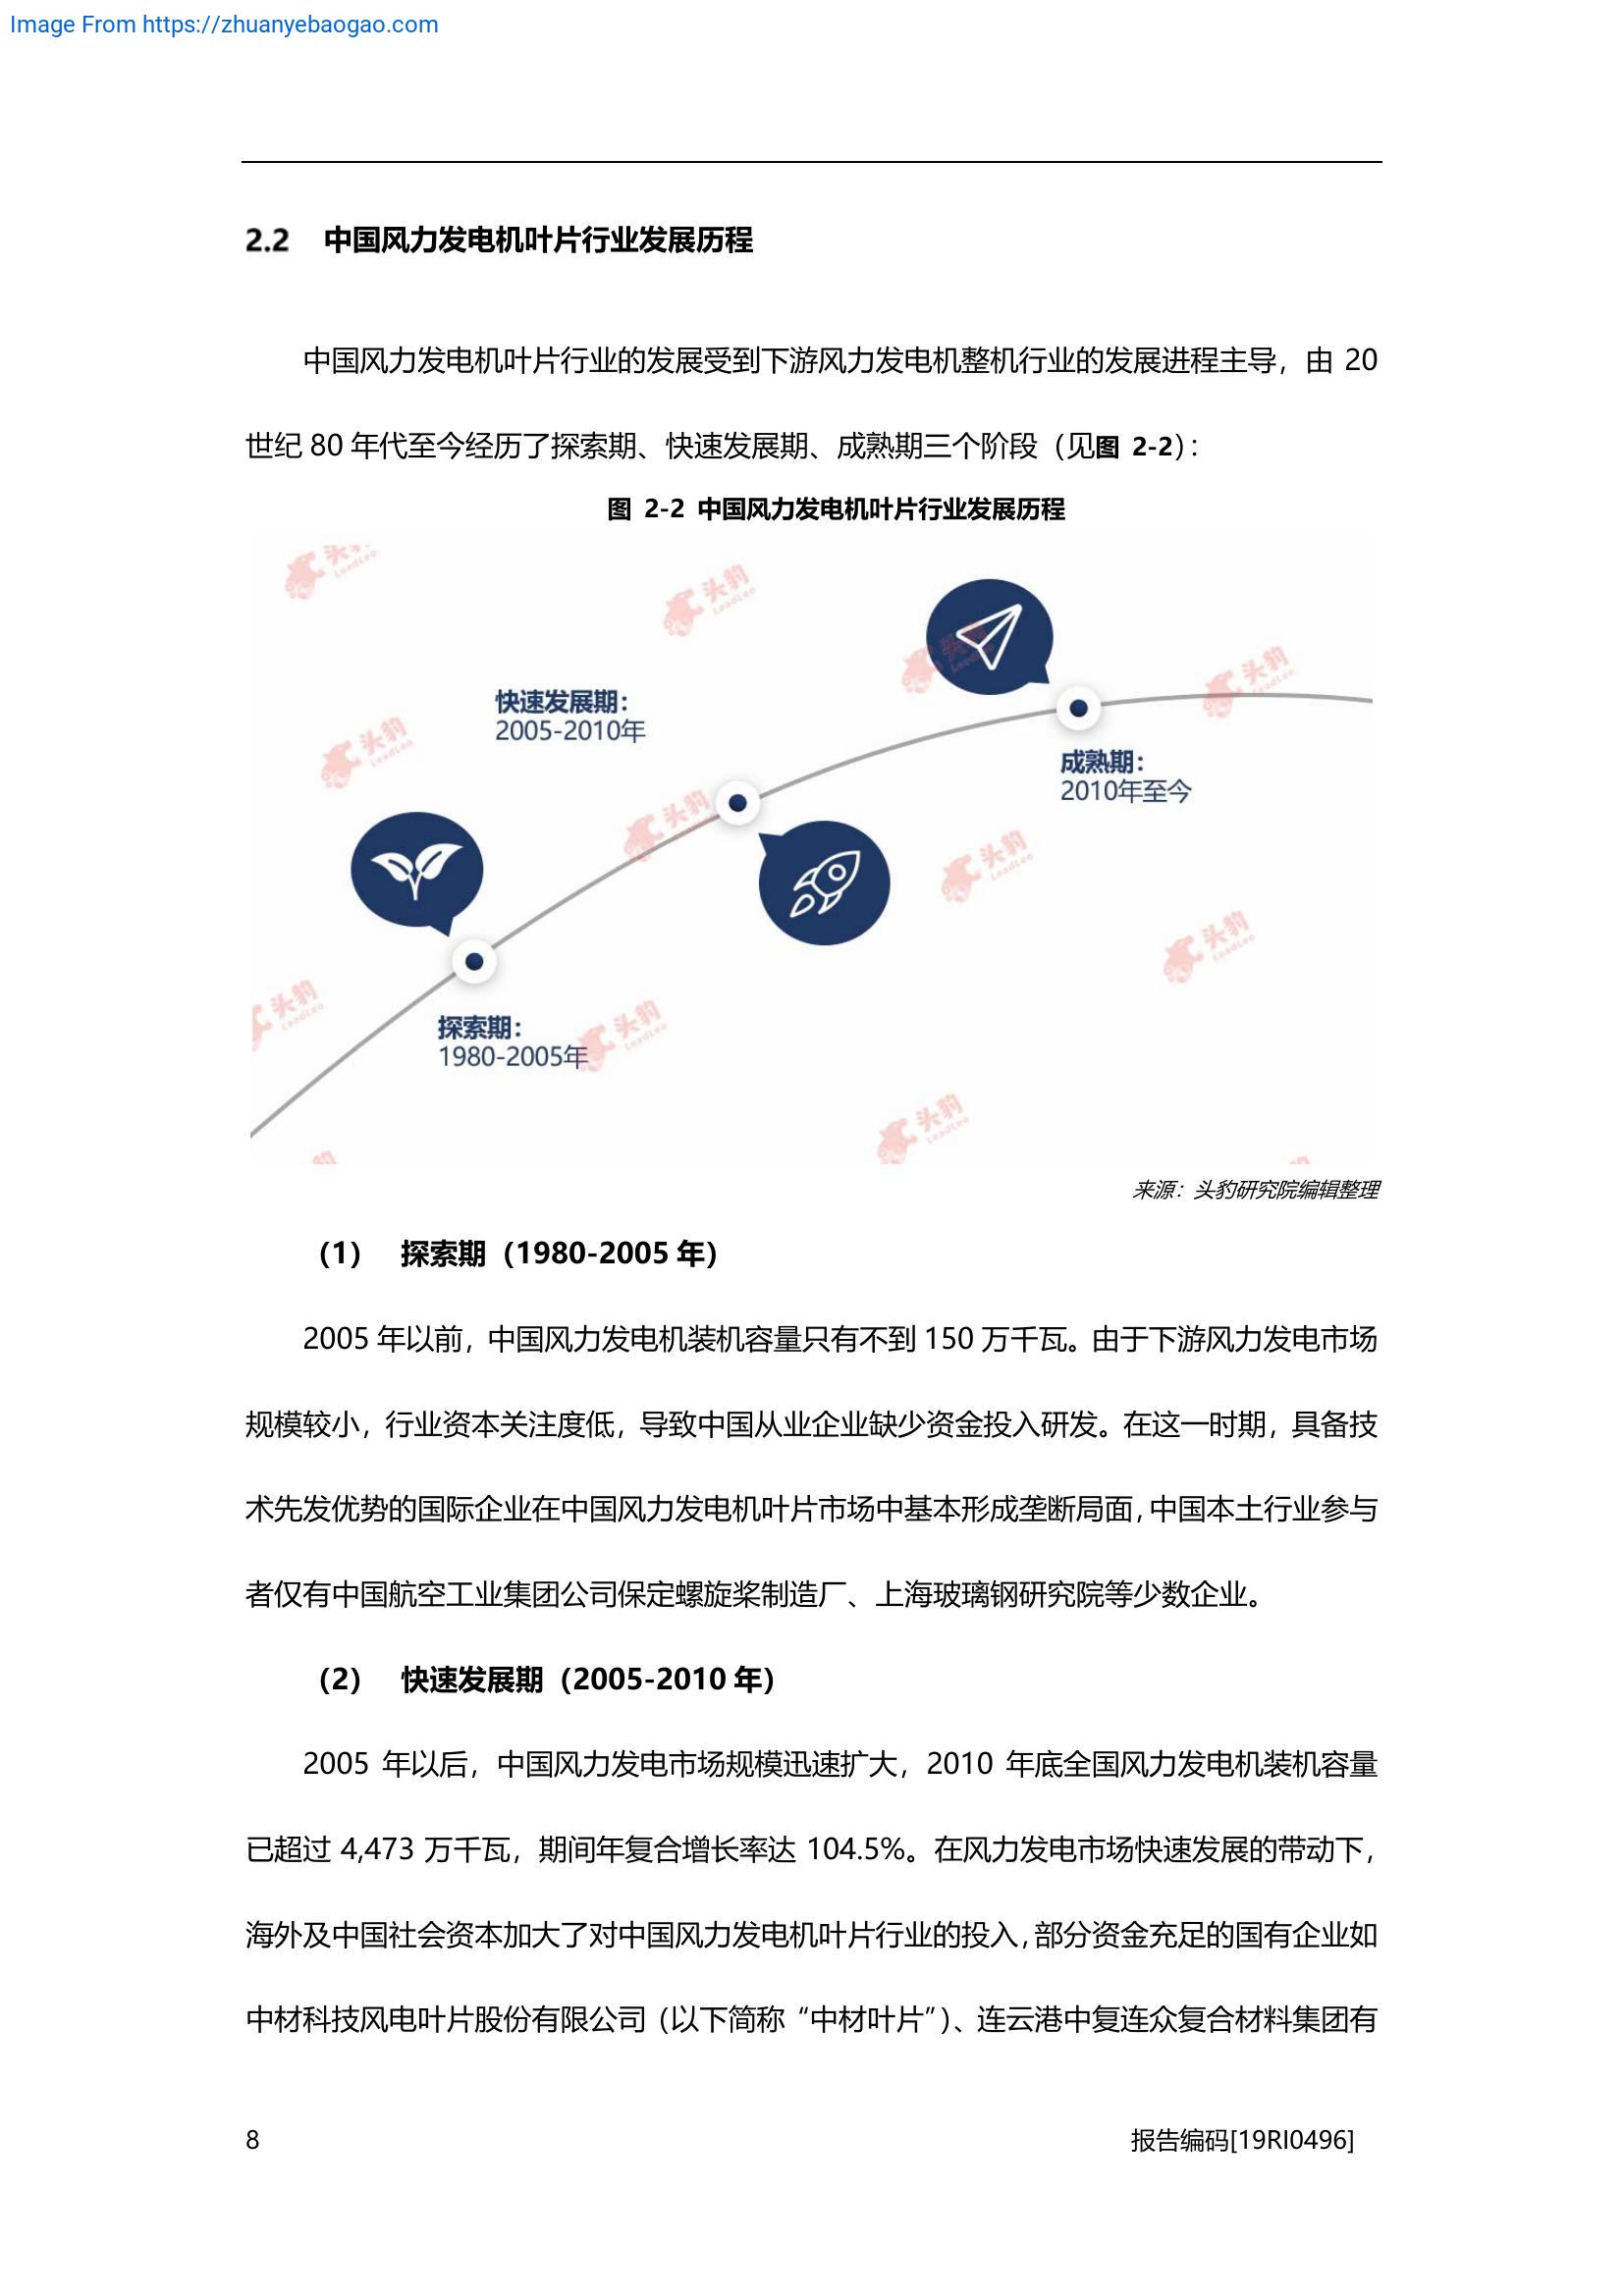 Image From https://zhuanyebaogao.com
2.2 中国风力发电机叶片行业发展历程
中国风力发电机叶片行业的发展受到下游风力发电机整机行业的发展进程主导，由 20
世纪 80 年代至今经历了探索期、快速发展期、成熟期三个阶段（见图 2-2）：
图 2-2 中国风力发电机叶片行业发展历程
快速发展期：
2005-2010年
成熟期：
2010年至今
探索期：
1980-2005年
头豹
LeadLeo
来源：头豹研究院编辑整理
（1） 探索期（1980-2005 年）
2005 年以前，中国风力发电机装机容量只有不到 150 万千瓦。由于下游风力发电市场
规模较小，行业资本关注度低，导致中国从业企业缺少资金投入研发。在这一时期，具备技
术先发优势的国际企业在中国风力发电机叶片市场中基本形成垄断局面，中国本土行业参与
者仅有中国航空工业集团公司保定螺旋桨制造厂、上海玻璃钢研究院等少数企业。
（2） 快速发展期（2005-2010 年）
2005 年以后，中国风力发电市场规模迅速扩大，2010 年底全国风力发电机装机容量
已超过 4,473 万千瓦，期间年复合增长率达 104.5%。在风力发电市场快速发展的带动下，
海外及中国社会资本加大了对中国风力发电机叶片行业的投入，部分资金充足的国有企业如
中材科技风电叶片股份有限公司（以下简称“中材叶片”）、连云港中复连众复合材料集团有
8
报告编码[19RI0496]